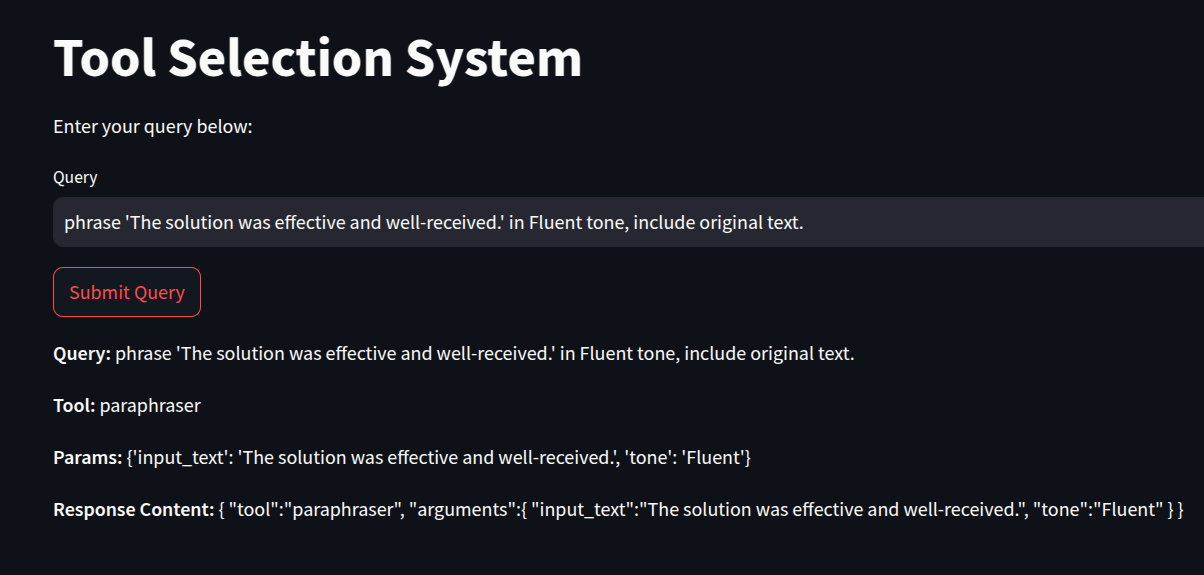 Tool Selection System
Enter your query below:
Query
phrase 'The solution was effective and well-received.' in Fluent tone, include original text.
Submit Query
Query: phrase 'The solution was effective and well-received.' in Fluent tone, include original text.
Tool: paraphraser
Params: {'input_text': 'The solution was effective and well-received.', 'tone': 'Fluent'}
Response Content: { "tool":"paraphraser", "arguments":{ "input_text":"The solution was effective and well-received.", "tone":"Fluent" } }